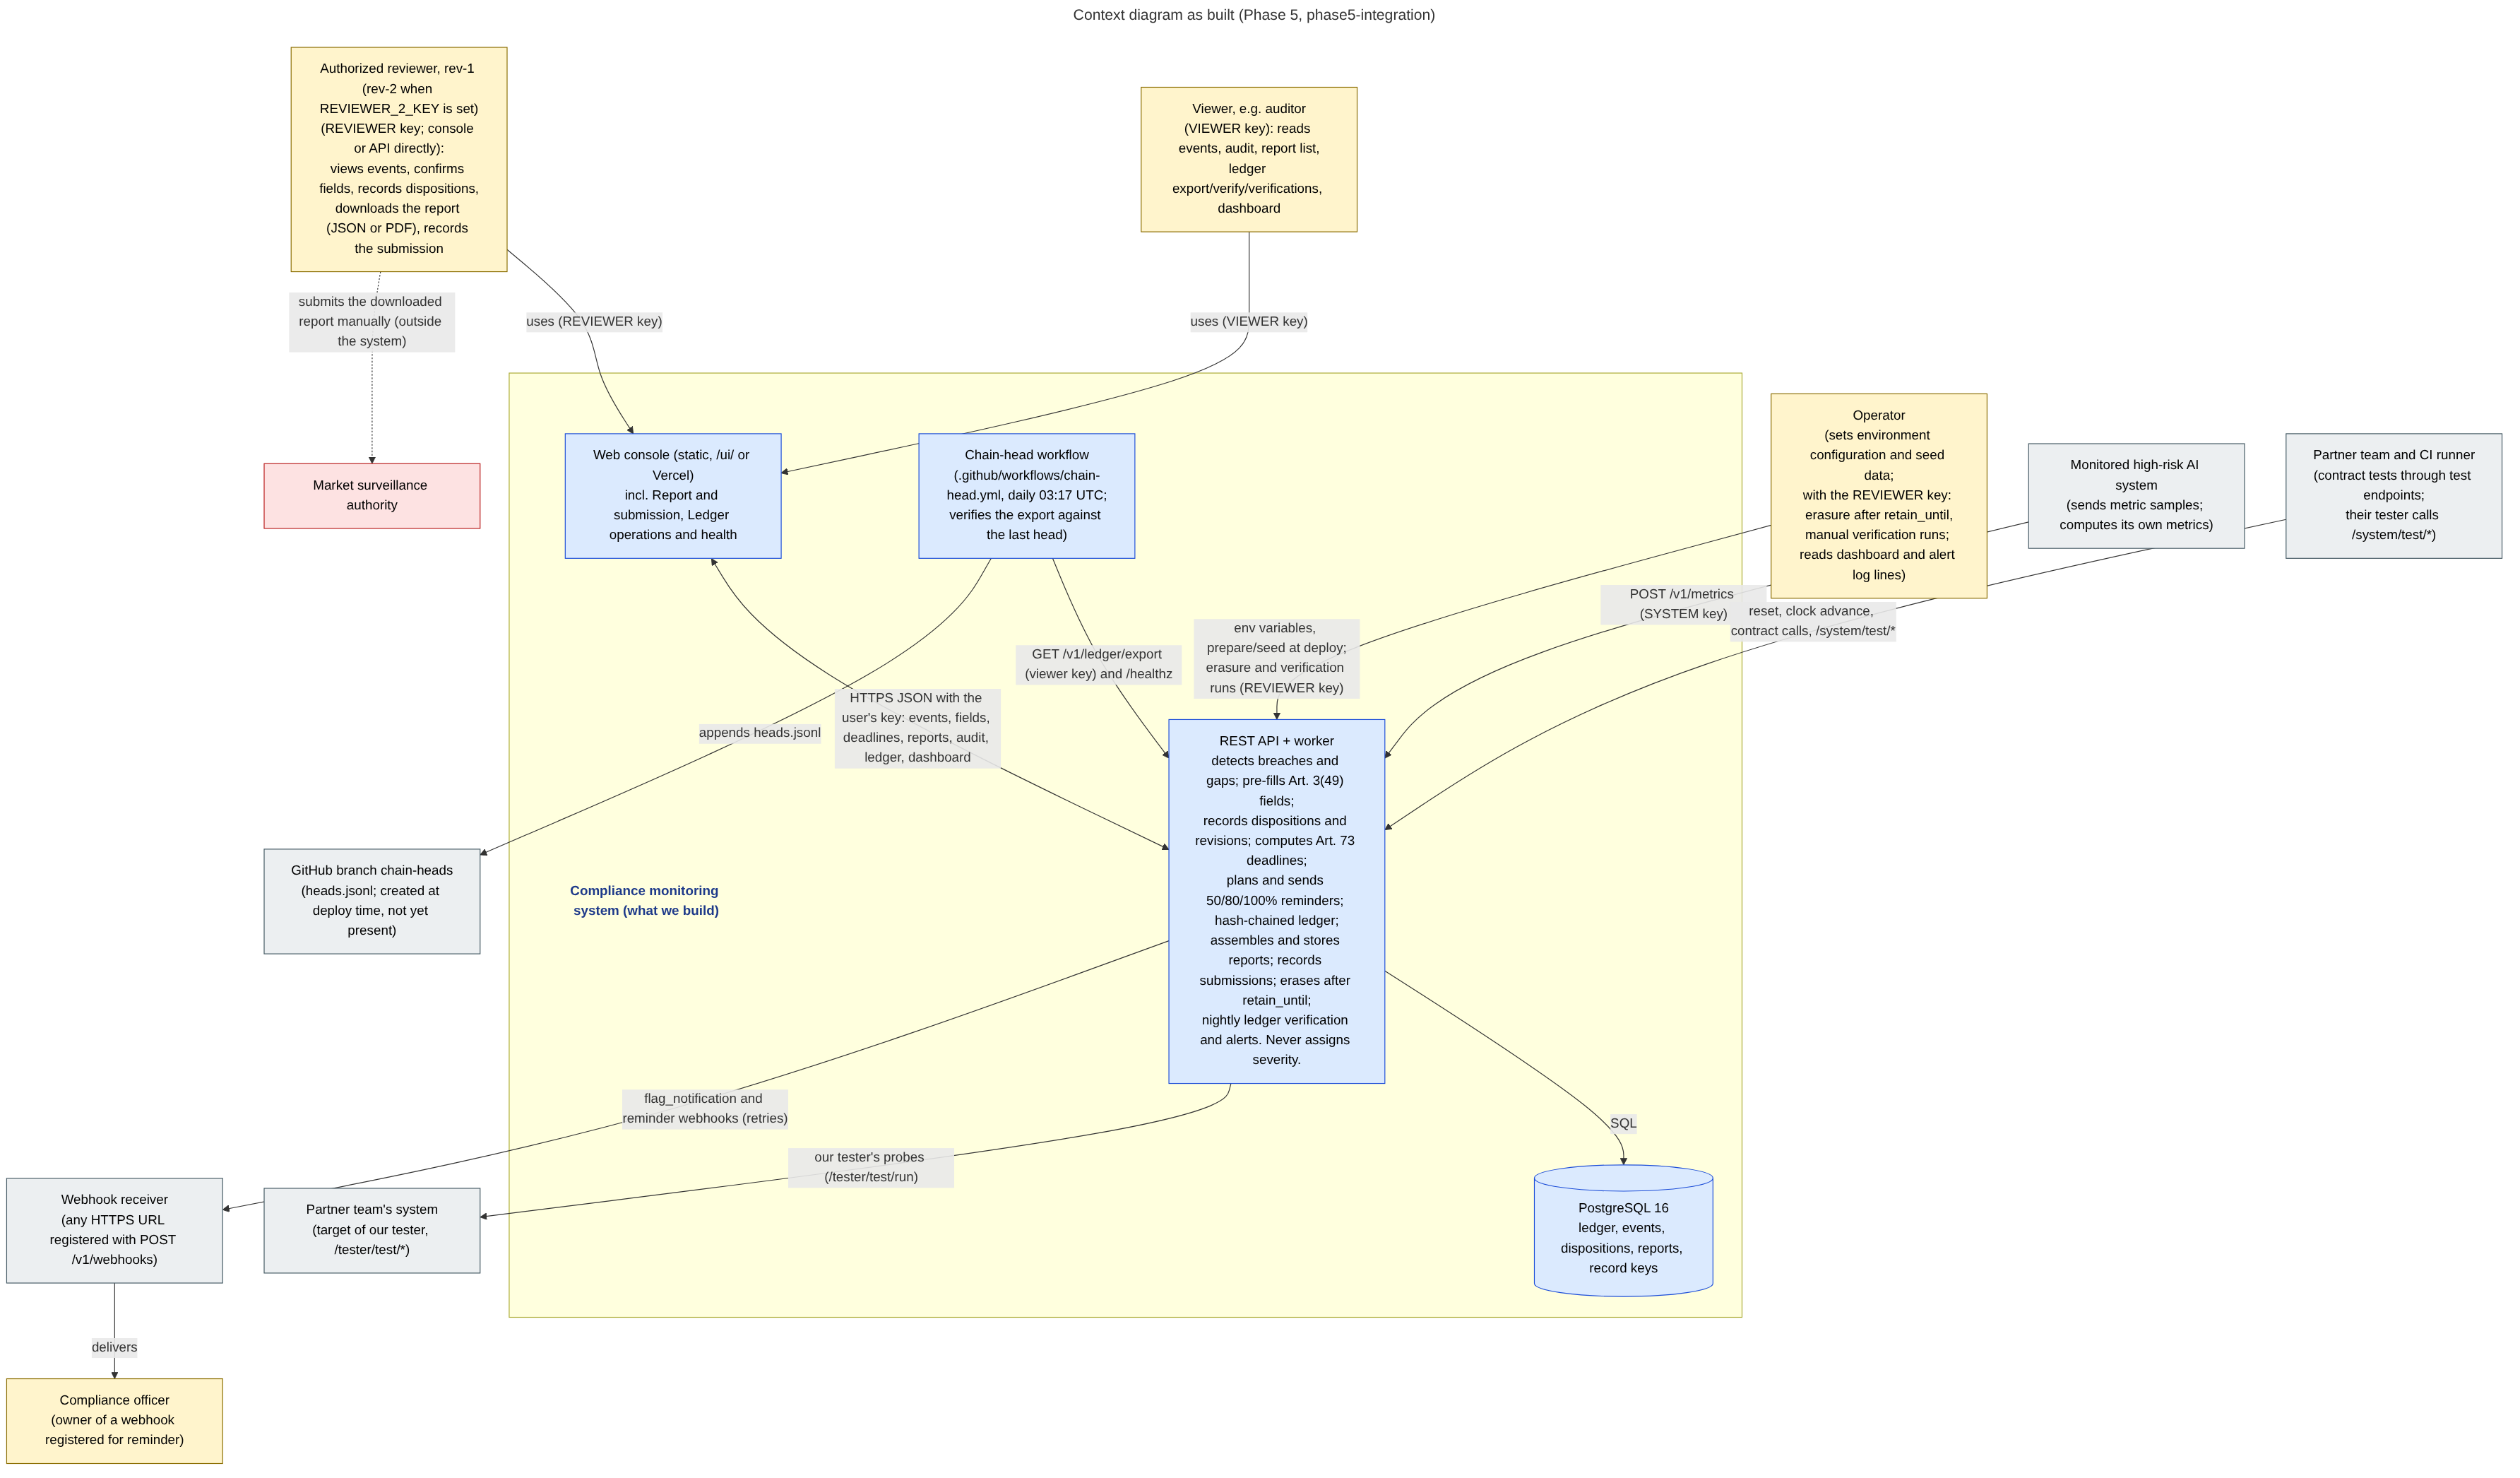 Context diagram as built (Phase 5, phase5-integration)
Authorized reviewer, rev-1
(rev-2 when
REVIEWER_2_KEY is set)
(REVIEWER key; console
or API directly):
views events, confirms
fields, records dispositions,
downloads the report
(JSON or PDF), records
the submission
Viewer, e.g. auditor
(VIEWER key): reads
events, audit, report list,
ledger
export/verify/verifications,
dashboard
submits the downloaded
report manually (outside
the system)
uses (REVIEWER key)
uses (VIEWER key)
Market surveillance
authority
Web console (static, /ui/ or
Vercel)
incl. Report and
submission, Ledger
operations and health
Chain-head workflow
(.github/workflows/chain-
head.yml, daily 03:17 UTC;
verifies the export against
the last head)
Operator
(sets environment
configuration and seed
data;
with the REVIEWER key:
erasure after retain_until,
manual verification runs;
reads dashboard and alert
log lines)
Monitored high-risk AI
system
(sends metric samples;
computes its own metrics)
Partner team and CI runner
(contract tests through test
endpoints;
their tester calls
/system/test/*)
POST /v1/metrics
(SYSTEM key)
reset, clock advance,
contract calls, /system/test/*
env variables,
prepare/seed at deploy;
erasure and verification
runs (REVIEWER key)
GET /v1/ledger/export
(viewer key) and /healthz
HTTPS JSON with the
user's key: events, fields,
deadlines, reports, audit,
ledger, dashboard
appends heads.jsonl
REST API + worker
detects breaches and
gaps; pre-fills Art. 3(49)
fields;
records dispositions and
revisions; computes Art. 73
deadlines;
plans and sends
50/80/100% reminders;
hash-chained ledger;
assembles and stores
reports; records
submissions; erases after
retain_until;
nightly ledger verification
and alerts. Never assigns
severity.
GitHub branch chain-heads
(heads.jsonl; created at
deploy time, not yet
present)
Compliance monitoring
system (what we build)
flag_notification and
reminder webhooks (retries)
SQL
our tester's probes
(/tester/test/run)
Webhook receiver
(any HTTPS URL
registered with POST
/v1/webhooks)
Partner team's system
(target of our tester,
/tester/test/*)
PostgreSQL 16
ledger, events,
dispositions, reports,
record keys
delivers
Compliance officer
(owner of a webhook
registered for reminder)